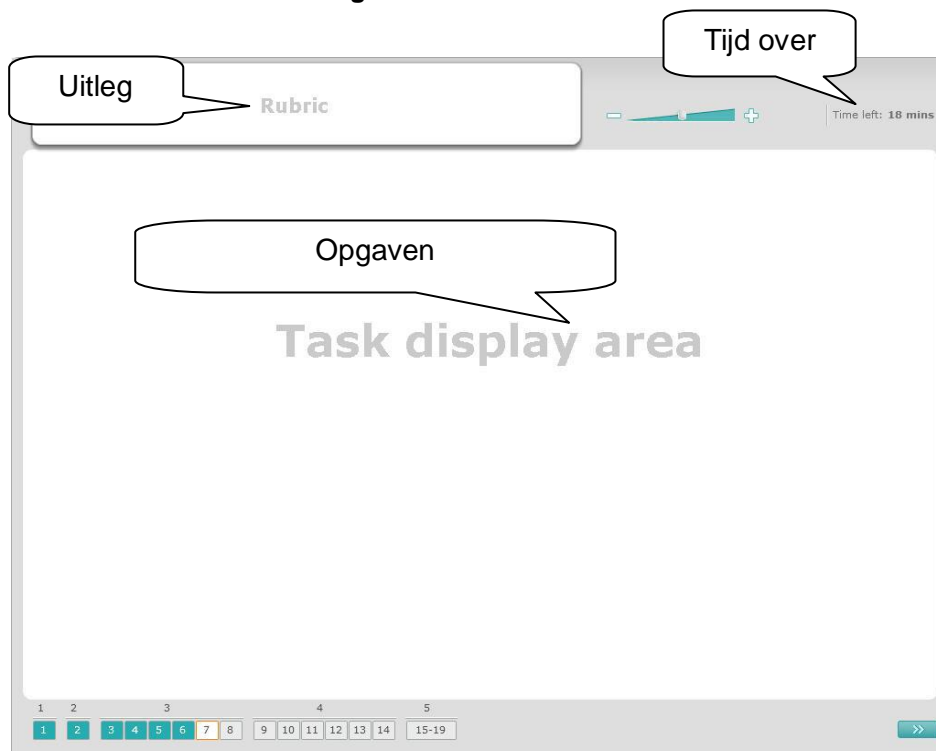 Tijd over
Uitleg
Rubric
Time left: 18 mins
Opgaven
Task display area
1 2 3 4 5
1 2 3 4 5 6 7 8 9 10 11 12 13 14 15-19
>>